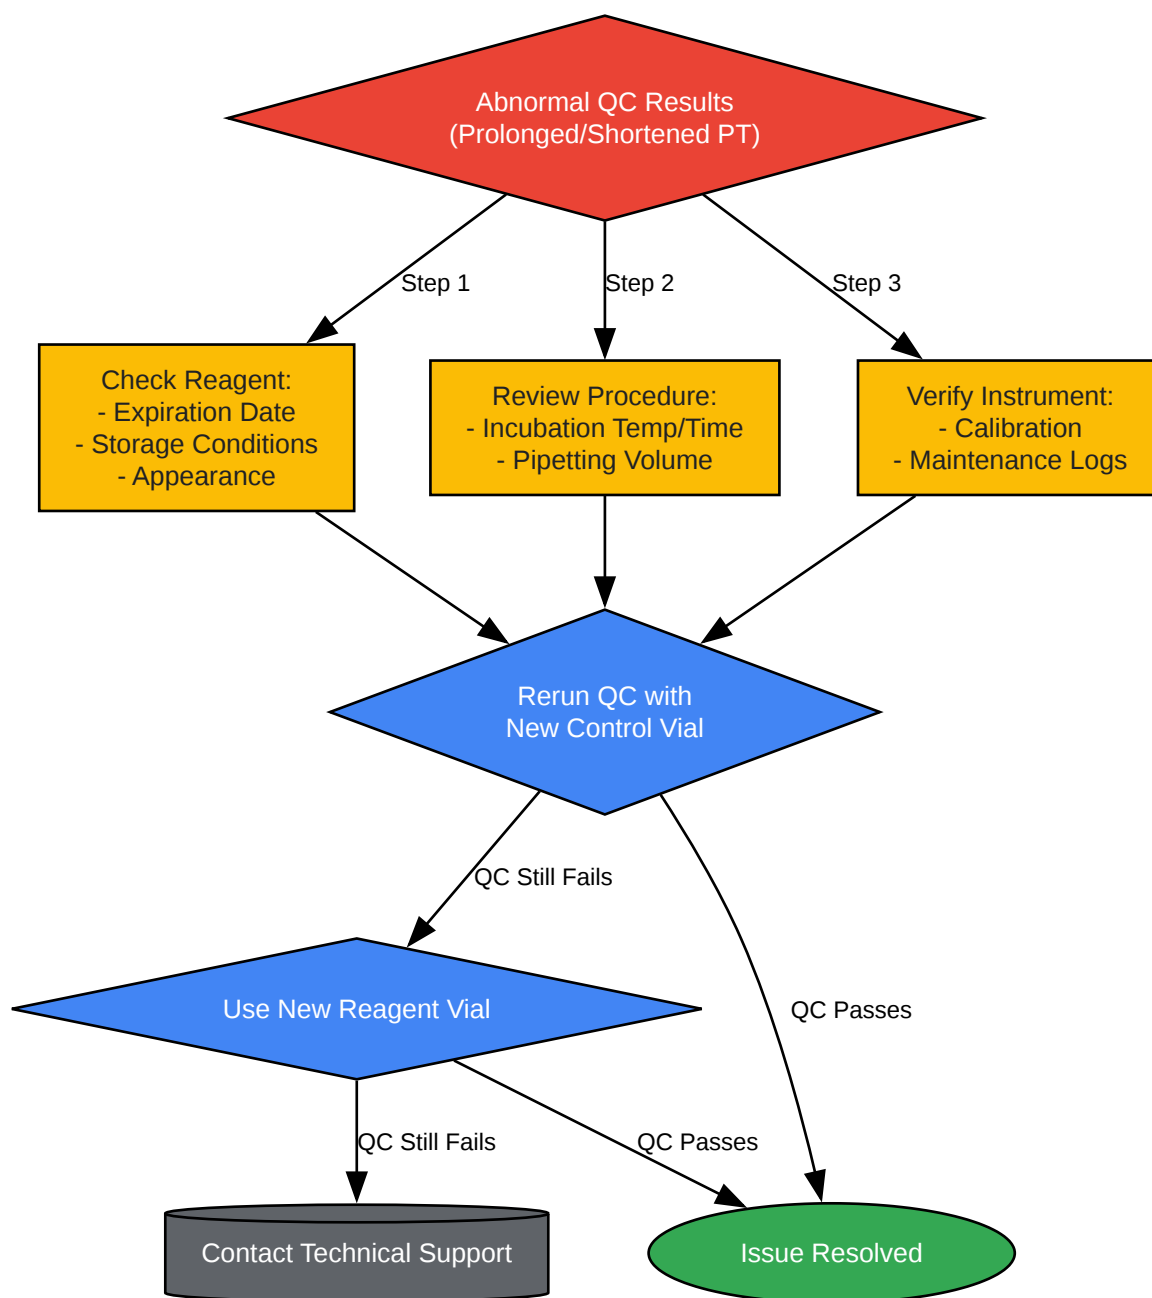 Abnormal QC Results
(Prolonged/Shortened PT)
Step 1
Step 2
Step 3
Check Reagent:
- Expiration Date
- Storage Conditions
- Appearance
Review Procedure:
- Incubation Temp/Time
- Pipetting Volume
Verify Instrument:
- Calibration
- Maintenance Logs
Rerun QC with
New Control Vial
QC Still Fails
QC Passes
Use New Reagent Vial
QC Still Fails
QC Passes
Contact Technical Support
Issue Resolved